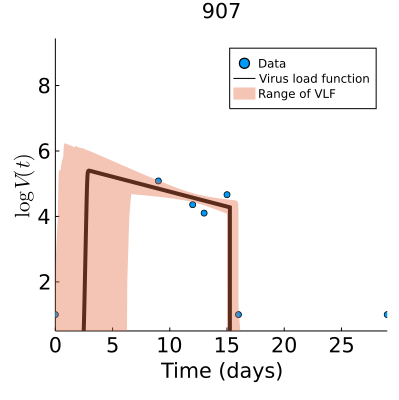 907
Data
Virus load function
Range of VLF
log V(t)
8
6
4
2
0 5 10 15 20 25
Time (days)